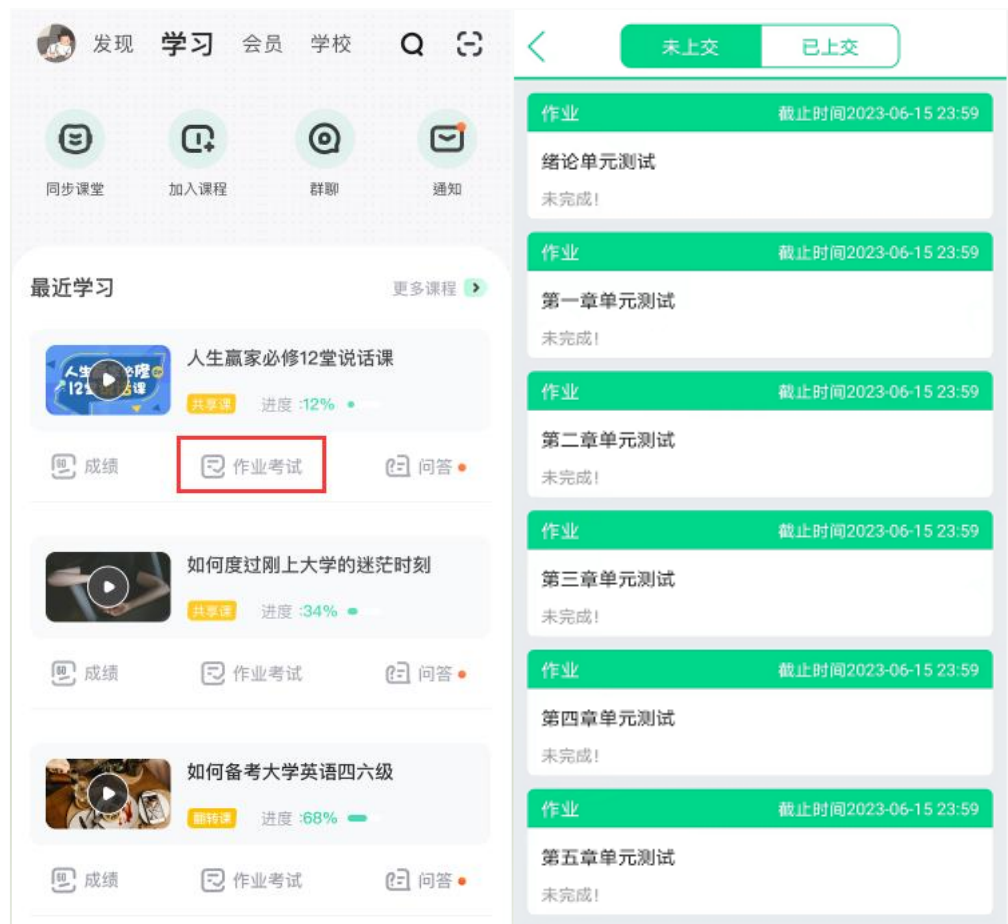 发现 学习 会员 学校
同步课堂 加入课程 群聊 通知
最近学习 更多课程
人生赢家必修12堂说话课
共享课 进度 :12%
成绩 作业考试 问答
如何度过刚上大学的迷茫时刻
共享课 进度 :34%
成绩 作业考试 问答
如何备考大学英语四六级
翻转课 进度 :68%
成绩 作业考试 问答
未上交 已上交
作业 截止时间2023-06-15 23:59
绪论单元测试
未完成!
作业 截止时间2023-06-15 23:59
第一章单元测试
未完成!
作业 截止时间2023-06-15 23:59
第二章单元测试
未完成!
作业 截止时间2023-06-15 23:59
第三章单元测试
未完成!
作业 截止时间2023-06-15 23:59
第四章单元测试
未完成!
作业 截止时间2023-06-15 23:59
第五章单元测试
未完成!